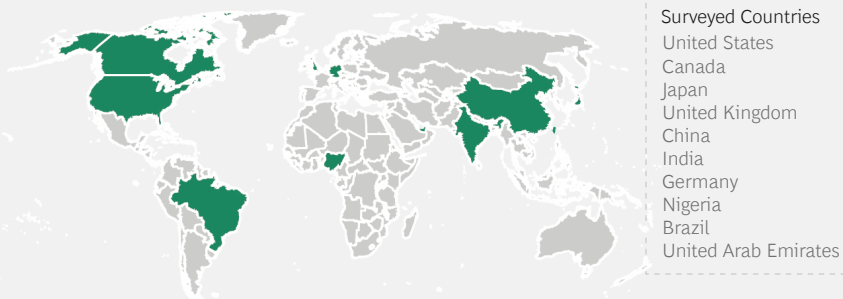 Surveyed Countries
United States
Canada
Japan
United Kingdom
China
India
Germany
Nigeria
Brazil
United Arab Emirates